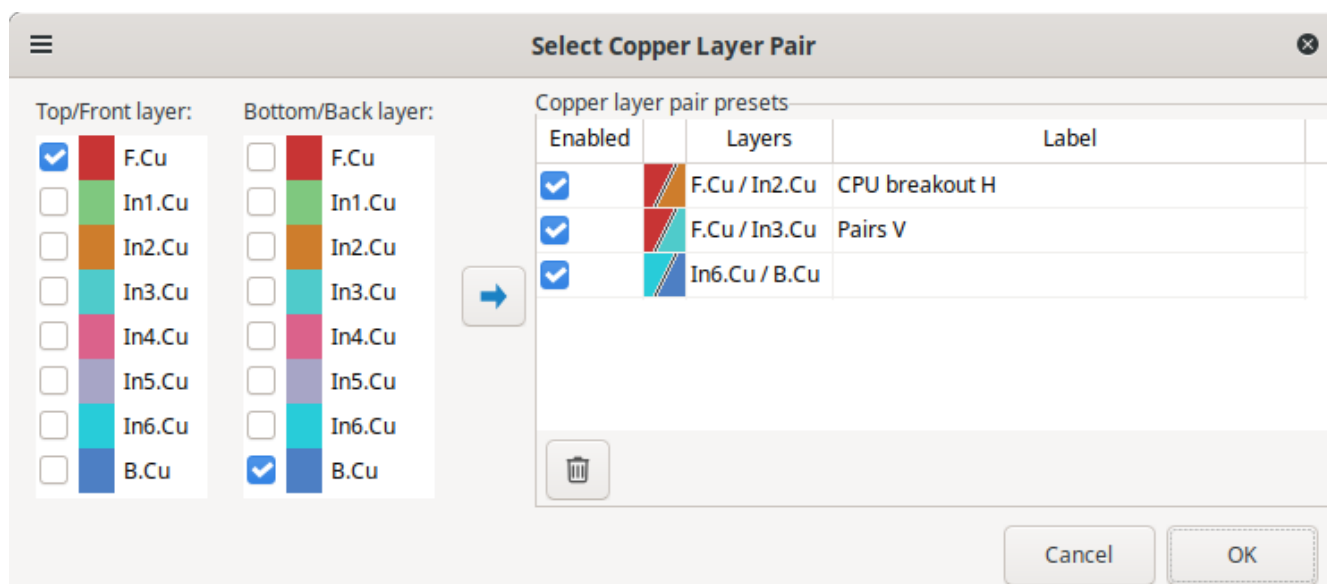 Select Copper Layer Pair
Top/Front layer:
F.Cu
In1.Cu
In2.Cu
In3.Cu
In4.Cu
In5.Cu
In6.Cu
B.Cu
Bottom/Back layer:
F.Cu
In1.Cu
In2.Cu
In3.Cu
In4.Cu
In5.Cu
In6.Cu
B.Cu
Copper layer pair presets
Enabled Layers Label
F.Cu / In2.Cu CPU breakout H
F.Cu / In3.Cu Pairs V
In6.Cu / B.Cu
Cancel OK